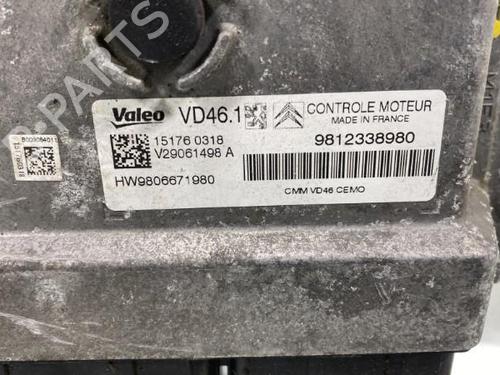 Valeo VD46.1 CONTROLE MOTEUR
MADE IN FRANCE
15176 0318
V29061498 A
9812338980
HW9806671980
CMM VD46 CEMO